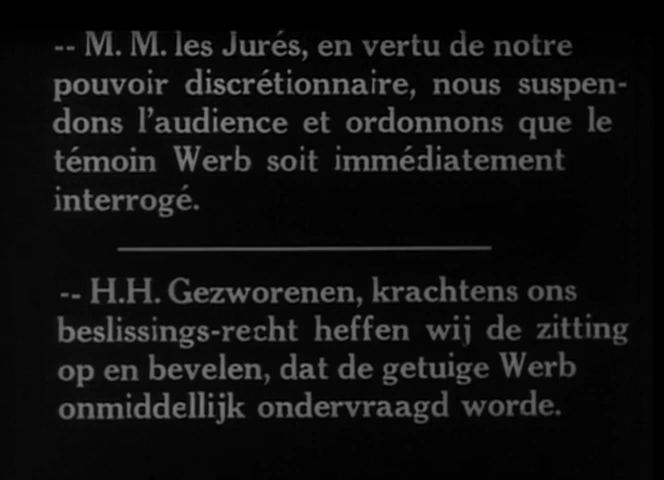 -- M. M. les Jurés, en vertu de notre
pouvoir discrétionnaire, nous suspen-
dons l'audience et ordonnons que le
témoin Werb soit immédiatement
interrogé.
-- H.H. Gezworenen, krachtens ons
beslissings-recht heffen wij de zitting
op en bevelen, dat de getuige Werb
onmiddellijk ondervraagd worde.